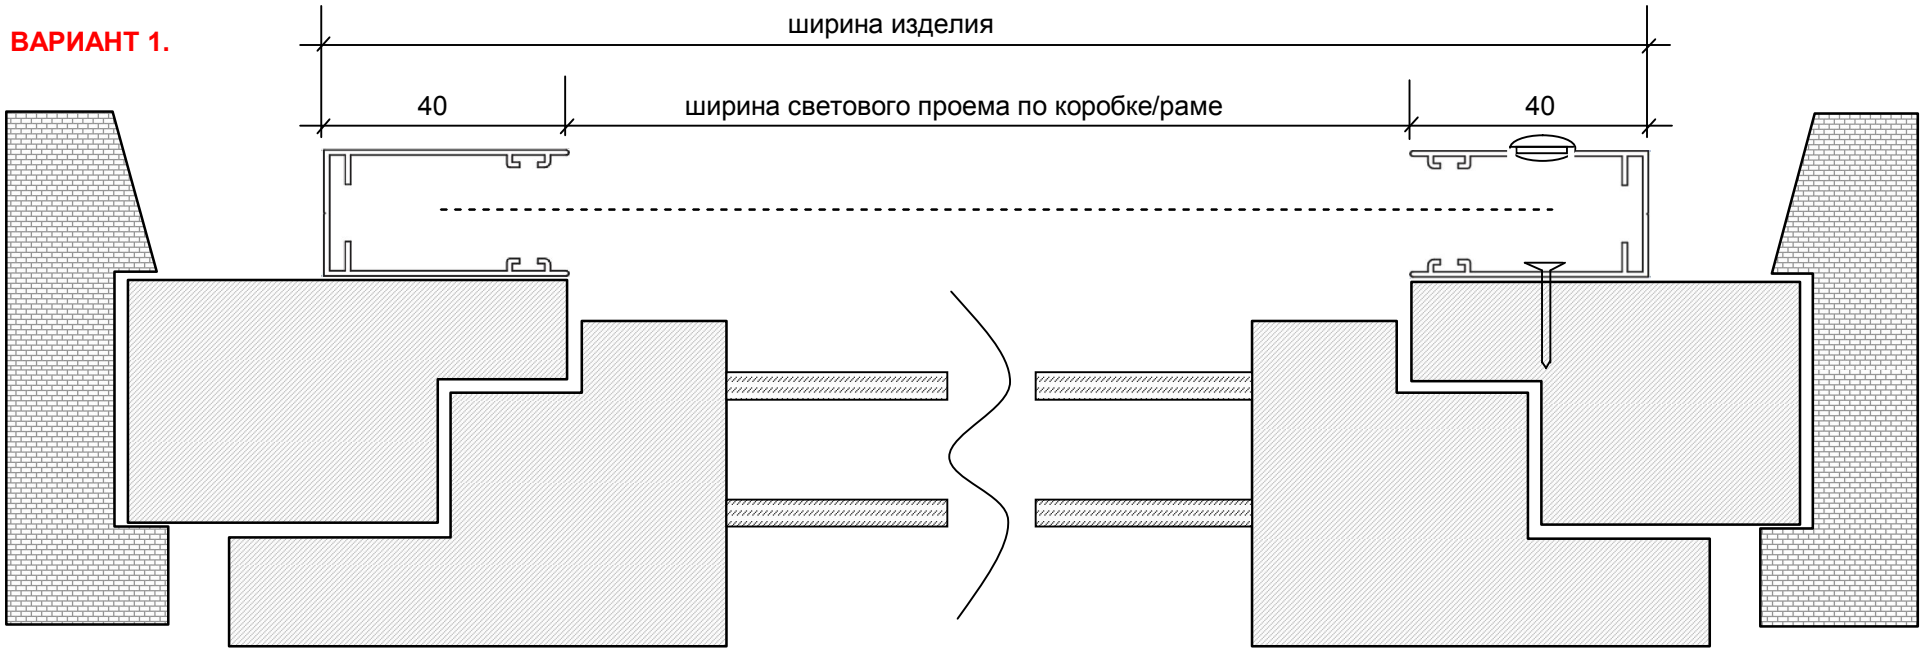 ВАРИАНТ 1.
ширина изделия
40
ширина светового проема по коробке/раме
40